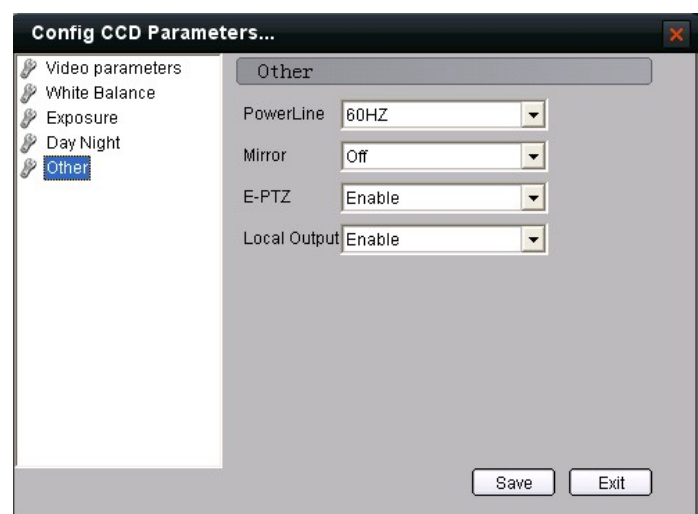 Config CCD Parameters...
Video parameters
White Balance
Exposure
Day Night
Other
Other
PowerLine 60HZ
Mirror Off
E-PTZ Enable
Local Output Enable
Save Exit